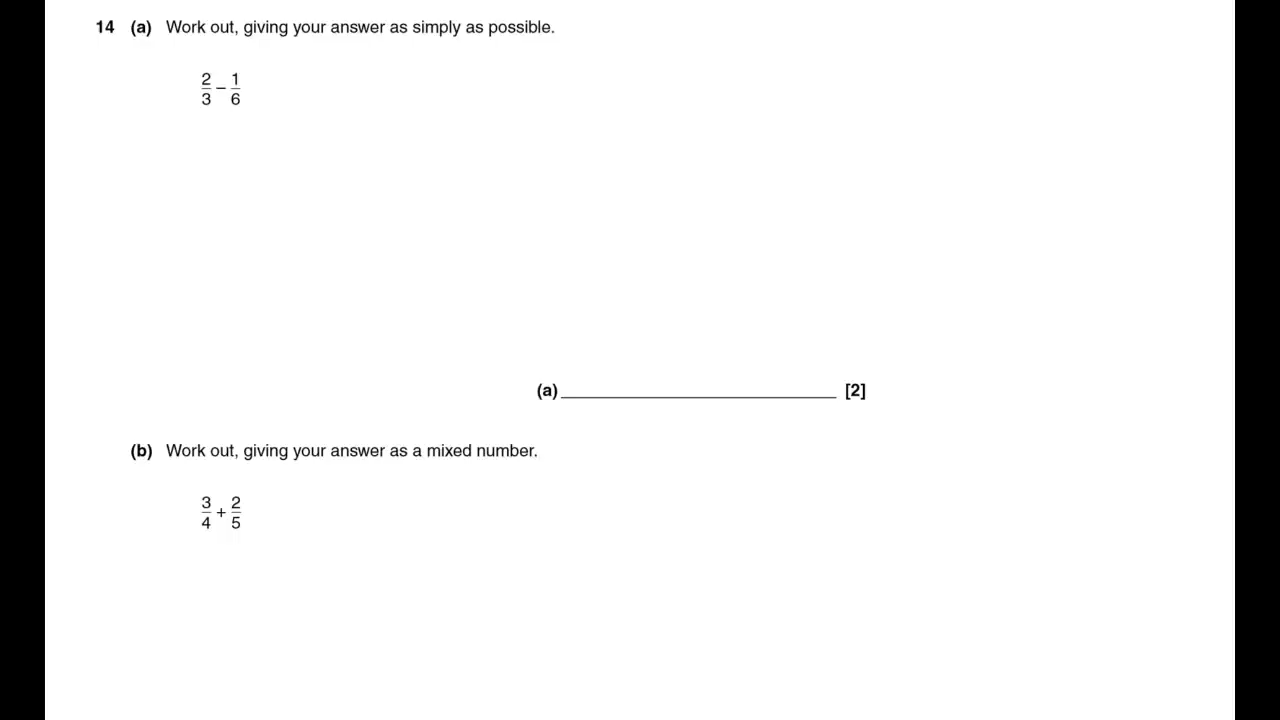 14 (a) Work out, giving your answer as simply as possible.
2/3 − 1/6
(a) ____________________ [2]
(b) Work out, giving your answer as a mixed number.
3/4 + 2/5